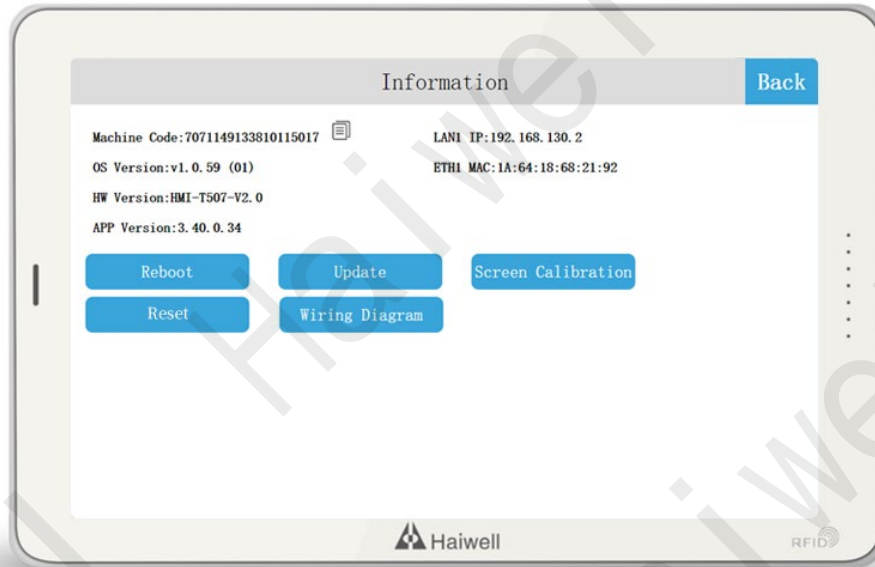 Information
Back
Machine Code:7071149133810115017
LAN1 IP:192.168.130.2
OS Version:v1.0.59 (01)
ETH1 MAC:1A:64:18:68:21:92
HW Version:HMI-T507-V2.0
APP Version:3.40.0.34
Reboot
Update
Screen Calibration
Reset
Wiring Diagram
Haiwell
RFID
Haiwell
Haiwe